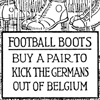 FOOTBALL BOOTS
BUY A PAIR TO
KICK THE GERMANS
OUT OF BELGIUM